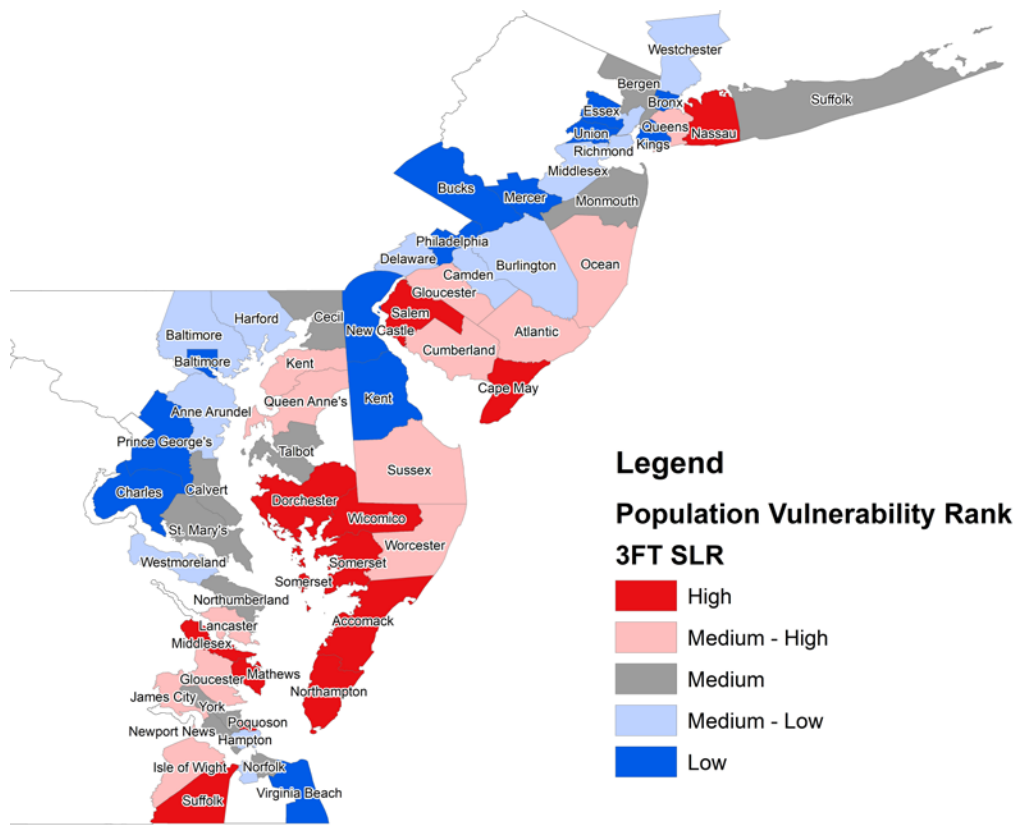 Westchester
Bergen
Suffolk
Bronx
Essex
Queens
Nassau
Union
Kings
Richmond
Middlesex
Bucks
Mercer
Monmouth
Philadelphia
Delaware
Burlington
Ocean
Camden
Gloucester
Salem
Cecil
Harford
New Castle
Atlantic
Baltimore
Cumberland
Baltimore
Kent
Cape May
Kent
Queen Anne's
Anne Arundel
Prince George's
Talbot
Sussex
Calvert
Charles
Dorchester
Wicomico
St. Mary's
Worcester
Westmoreland
Somerset
Somerset
Northumberland
Accomack
Lancaster
Middlesex
Mathews
Gloucester
Northampton
James City
York
Poquoson
Newport News
Hampton
Isle of Wight
Norfolk
Virginia Beach
Suffolk
Legend
Population Vulnerability Rank
3FT SLR
High
Medium - High
Medium
Medium - Low
Low